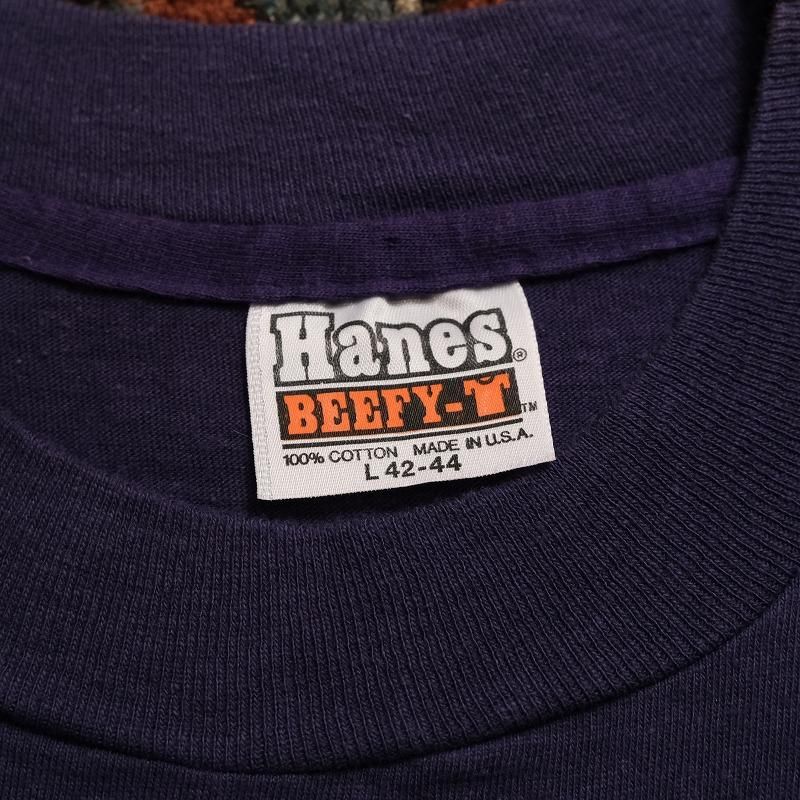 Hanes®
BEEFY-T™
100% COTTON MADE IN U.S.A.
L 42-44